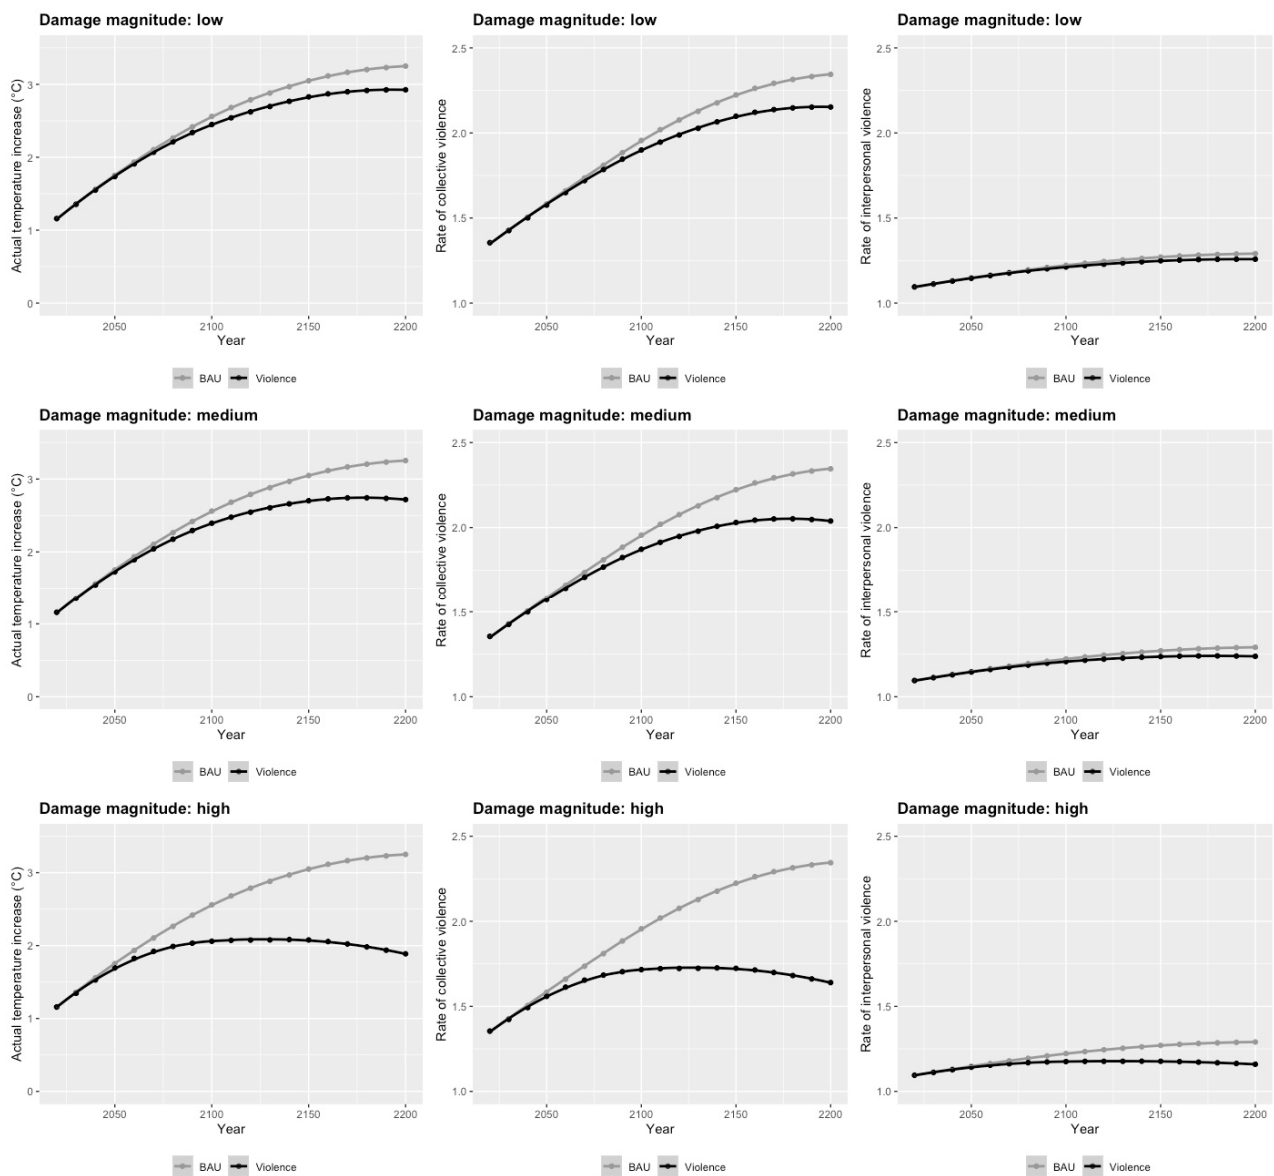 Damage magnitude: low
Actual temperature increase (°C)
3
2
1
0
2050 2100 2150 2200
Year
BAU Violence
Damage magnitude: low
Rate of collective violence
2.5
2.0
1.5
1.0
2050 2100 2150 2200
Year
BAU Violence
Damage magnitude: low
Rate of interpersonal violence
2.5
2.0
1.5
1.0
2050 2100 2150 2200
Year
BAU Violence
Damage magnitude: medium
Actual temperature increase (°C)
3
2
1
0
2050 2100 2150 2200
Year
BAU Violence
Damage magnitude: medium
Rate of collective violence
2.5
2.0
1.5
1.0
2050 2100 2150 2200
Year
BAU Violence
Damage magnitude: medium
Rate of interpersonal violence
2.5
2.0
1.5
1.0
2050 2100 2150 2200
Year
BAU Violence
Damage magnitude: high
Actual temperature increase (°C)
3
2
1
0
2050 2100 2150 2200
Year
BAU Violence
Damage magnitude: high
Rate of collective violence
2.5
2.0
1.5
1.0
2050 2100 2150 2200
Year
BAU Violence
Damage magnitude: high
Rate of interpersonal violence
2.5
2.0
1.5
1.0
2050 2100 2150 2200
Year
BAU Violence